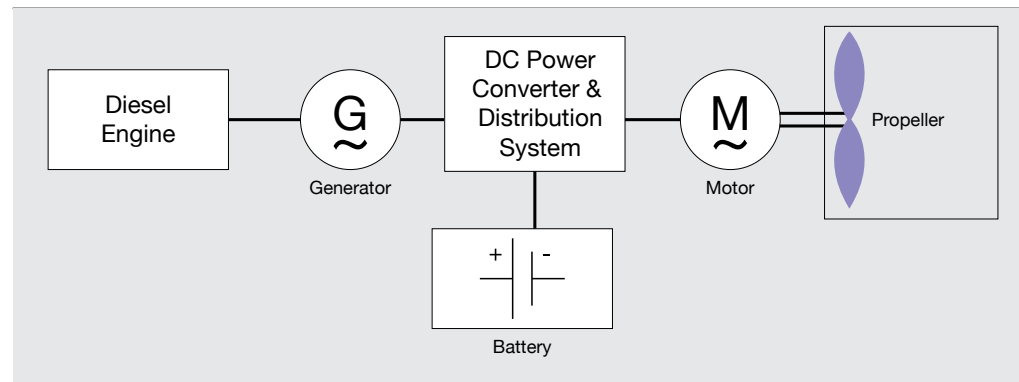 Diesel
Engine
G
~
Generator
DC Power
Converter &
Distribution
System
M
~
Motor
Propeller
+ -
Battery